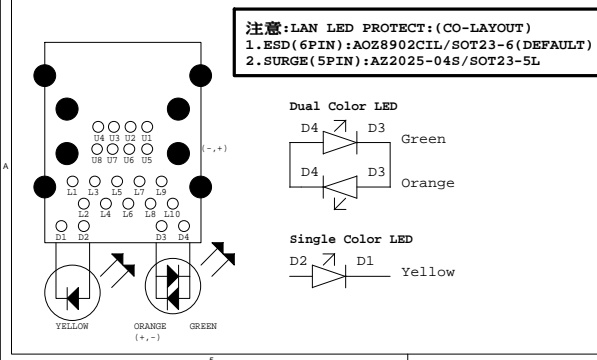 注意:LAN LED PROTECT:(CO-LAYOUT)
1.ESD(6PIN):AOZ8902CIL/SOT23-6(DEFAULT)
2.SURGE(5PIN):AZ2025-04S/SOT23-5L
Dual Color LED
D4 D3
Green
D4 D3
Orange
Single Color LED
D2 D1
Yellow
U4 U3 U2 U1
(-,+)
U8 U7 U6 U5
L1 L3 L5 L7 L9
L2 L4 L6 L8 L10
D1 D2 D3 D4
YELLOW ORANGE GREEN
(+,-)
A